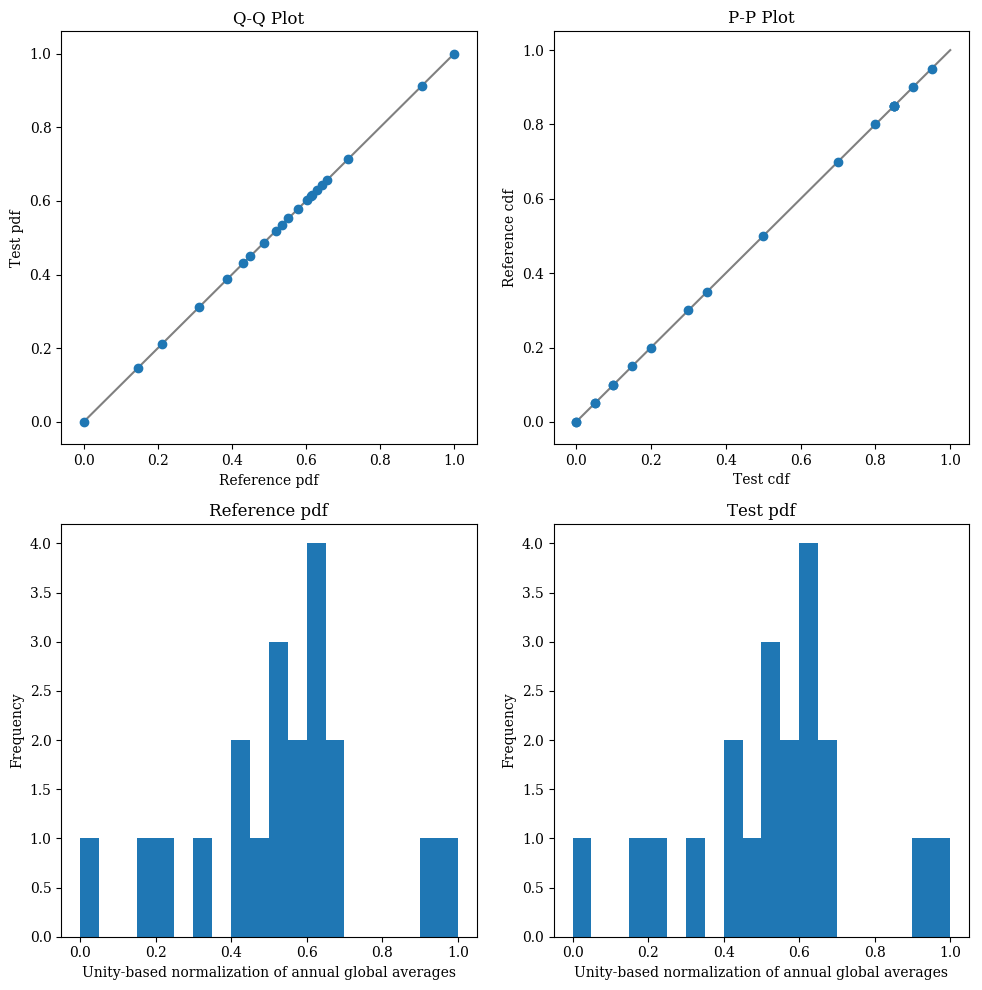 Q-Q Plot
1.0
0.8
0.6
0.4
0.2
0.0
Test pdf
0.0 0.2 0.4 0.6 0.8 1.0
Reference pdf
P-P Plot
1.0
0.8
0.6
0.4
0.2
0.0
Reference cdf
0.0 0.2 0.4 0.6 0.8 1.0
Test cdf
Reference pdf
4.0
3.5
3.0
2.5
2.0
1.5
1.0
0.5
0.0
Frequency
0.0 0.2 0.4 0.6 0.8 1.0
Unity-based normalization of annual global averages
Test pdf
4.0
3.5
3.0
2.5
2.0
1.5
1.0
0.5
0.0
Frequency
0.0 0.2 0.4 0.6 0.8 1.0
Unity-based normalization of annual global averages